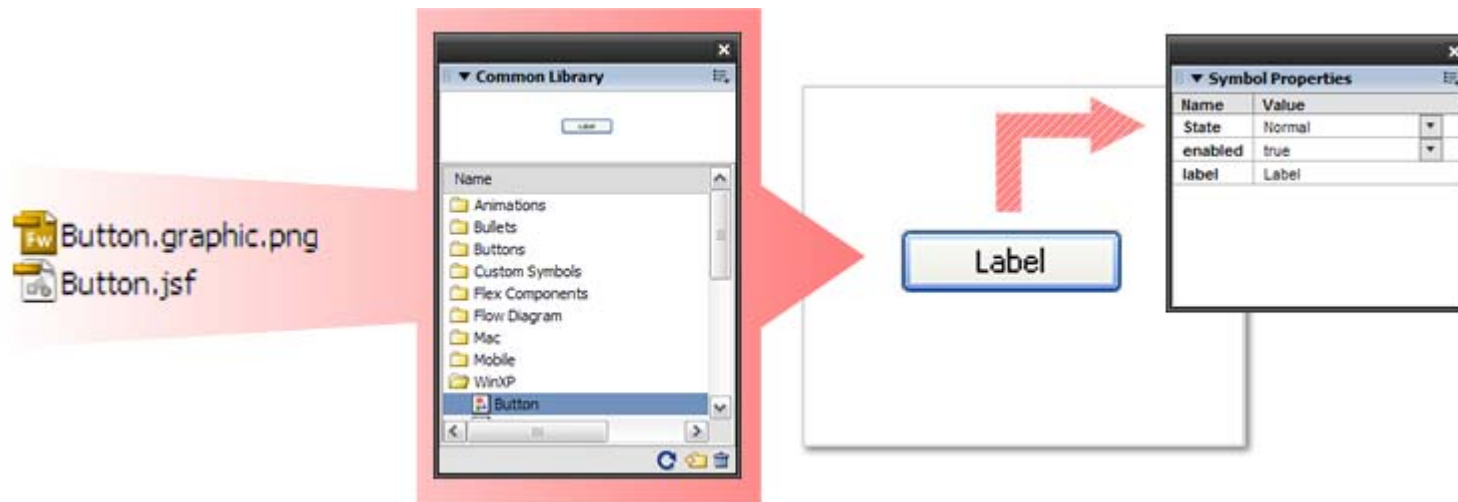 Fw
Button.graphic.png
Button.jsf
Common Library
Label
Name
Animations
Bullets
Buttons
Custom Symbols
Flex Components
Flow Diagram
Mac
Mobile
WinXP
Button
Label
Symbol Properties
Name Value
State Normal
enabled true
label Label